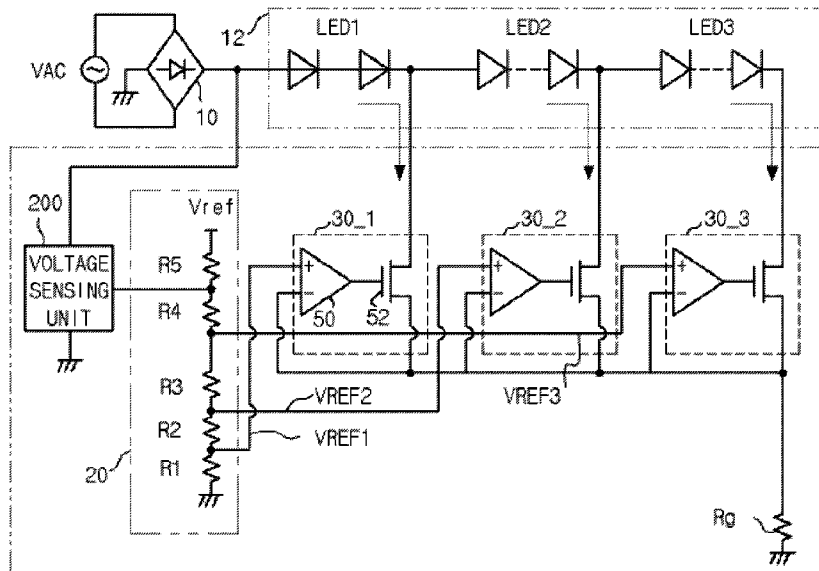 12
LED1
LED2
LED3
VAC
10
200
Vref
30_1
30_2
30_3
R5
VOLTAGE
SENSING
UNIT
R4
+
−
+
−
+
−
50
52
R3
VREF2
VREF3
R2
VREF1
20
R1
Rg